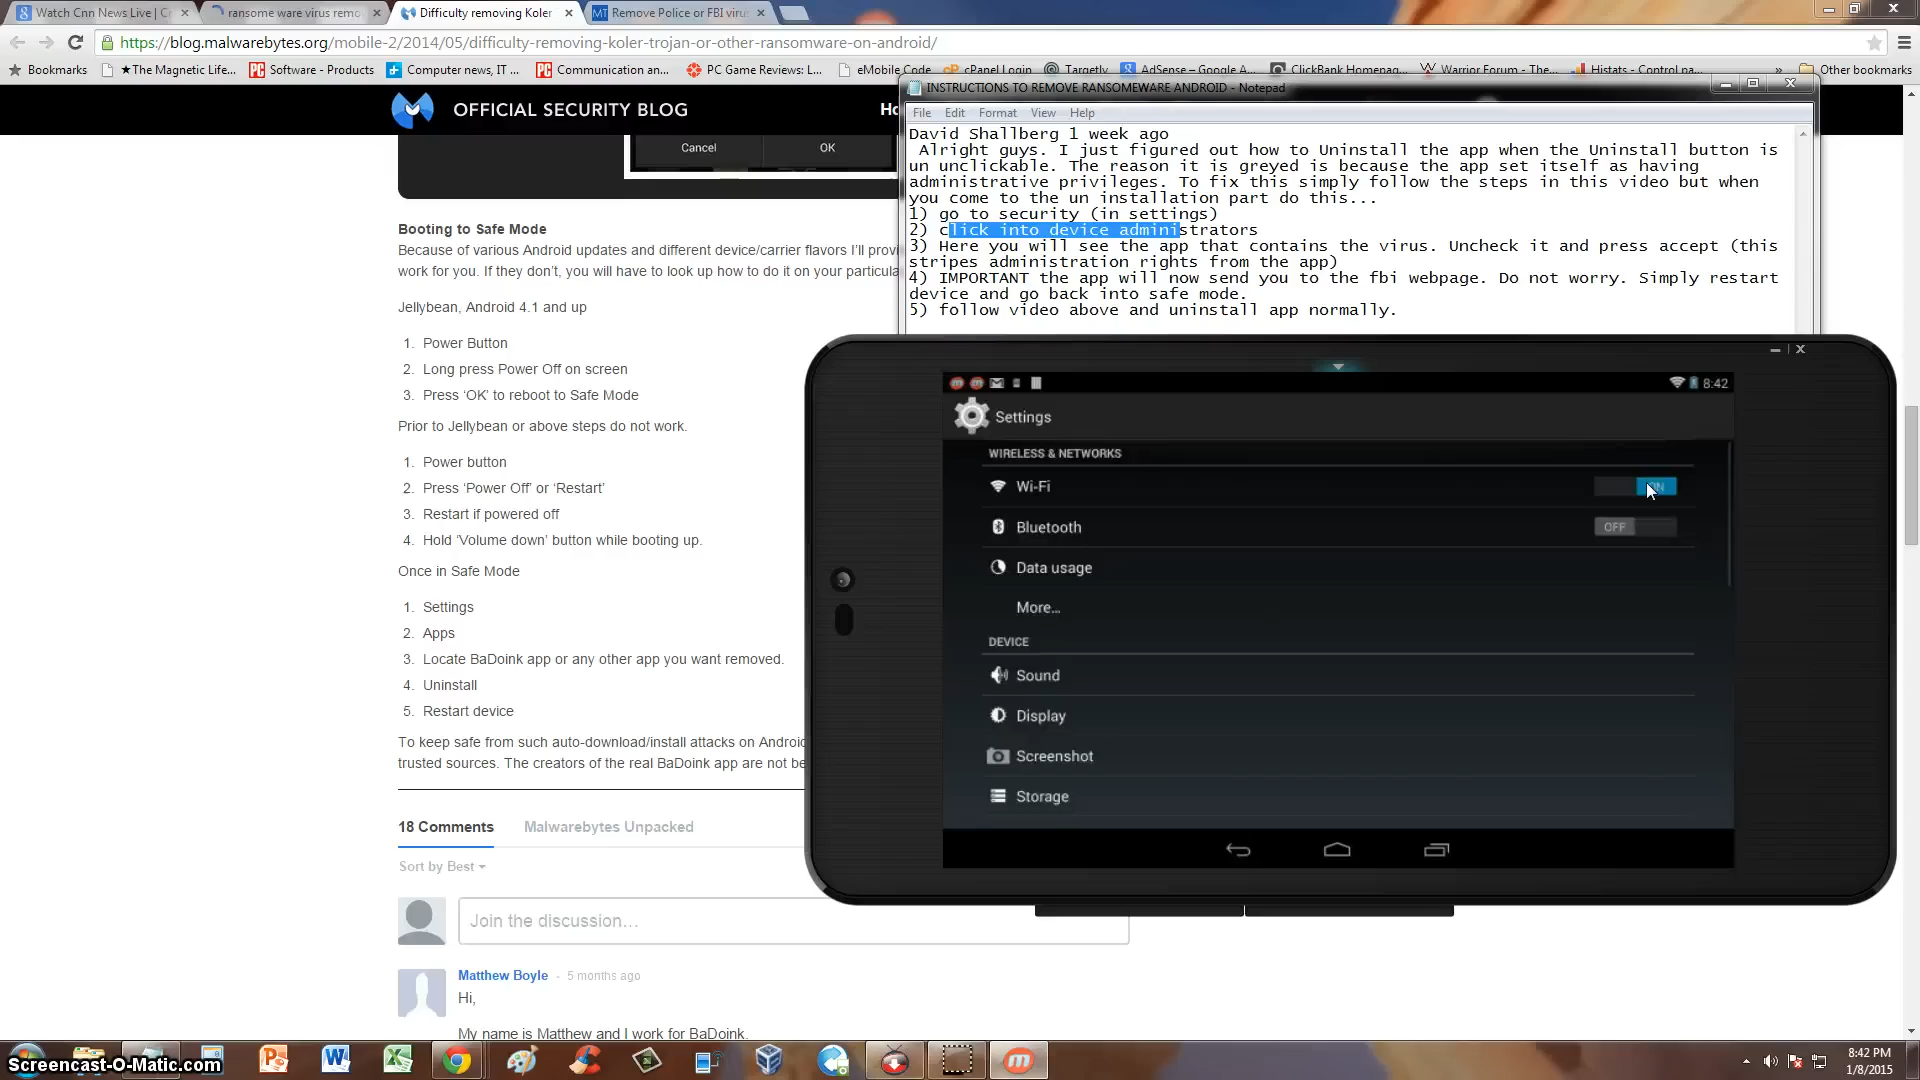 Watch Cnn News Live | C
ransome ware virus remo
Difficulty removing Koler
MT Remove Police or FBI viru
https://blog.malwarebytes.org/mobile-2/2014/05/difficulty-removing-koler-trojan-or-other-ransomware-on-android/
Bookmarks
★The Magnetic Life...
Software - Products
Computer news, IT ...
Communication an...
PC Game Reviews: L...
eMobile Code
cPanel Login
Targetly
AdSense – Google A...
ClickBank Homepag...
Warrior Forum - The...
Histats - Control pa...
»
Other bookmarks
OFFICIAL SECURITY BLOG
Ho
Cancel
OK
INSTRUCTIONS TO REMOVE RANSOMEWARE ANDROID - Notepad
File Edit Format View Help
David Shallberg 1 week ago
Alright guys. I just figured out how to Uninstall the app when the Uninstall button is
un unclickable. The reason it is greyed is because the app set itself as having
administrative privileges. To fix this simply follow the steps in this video but when
you come to the un installation part do this...
1) go to security (in settings)
2) click into device administrators
3) Here you will see the app that contains the virus. Uncheck it and press accept (this
stripes administration rights from the app)
4) IMPORTANT the app will now send you to the fbi webpage. Do not worry. Simply restart
device and go back into safe mode.
5) follow video above and uninstall app normally.
Booting to Safe Mode
Because of various Android updates and different device/carrier flavors I'll provi
work for you. If they don't, you will have to look up how to do it on your particula
Jellybean, Android 4.1 and up
1. Power Button
2. Long press Power Off on screen
3. Press 'OK' to reboot to Safe Mode
Prior to Jellybean or above steps do not work.
1. Power button
2. Press 'Power Off' or 'Restart'
3. Restart if powered off
4. Hold 'Volume down' button while booting up.
Once in Safe Mode
1. Settings
2. Apps
3. Locate BaDoink app or any other app you want removed.
4. Uninstall
5. Restart device
To keep safe from such auto-download/install attacks on Androi
trusted sources. The creators of the real BaDoink app are not be
18 Comments
Malwarebytes Unpacked
Sort by Best
Join the discussion…
Matthew Boyle · 5 months ago
Hi,
My name is Matthew and I work for BaDoink.
8:42
Settings
WIRELESS & NETWORKS
Wi-Fi
ON
Bluetooth
OFF
Data usage
More...
DEVICE
Sound
Display
Screenshot
Storage
Screencast-O-Matic.com
8:42 PM
1/8/2015